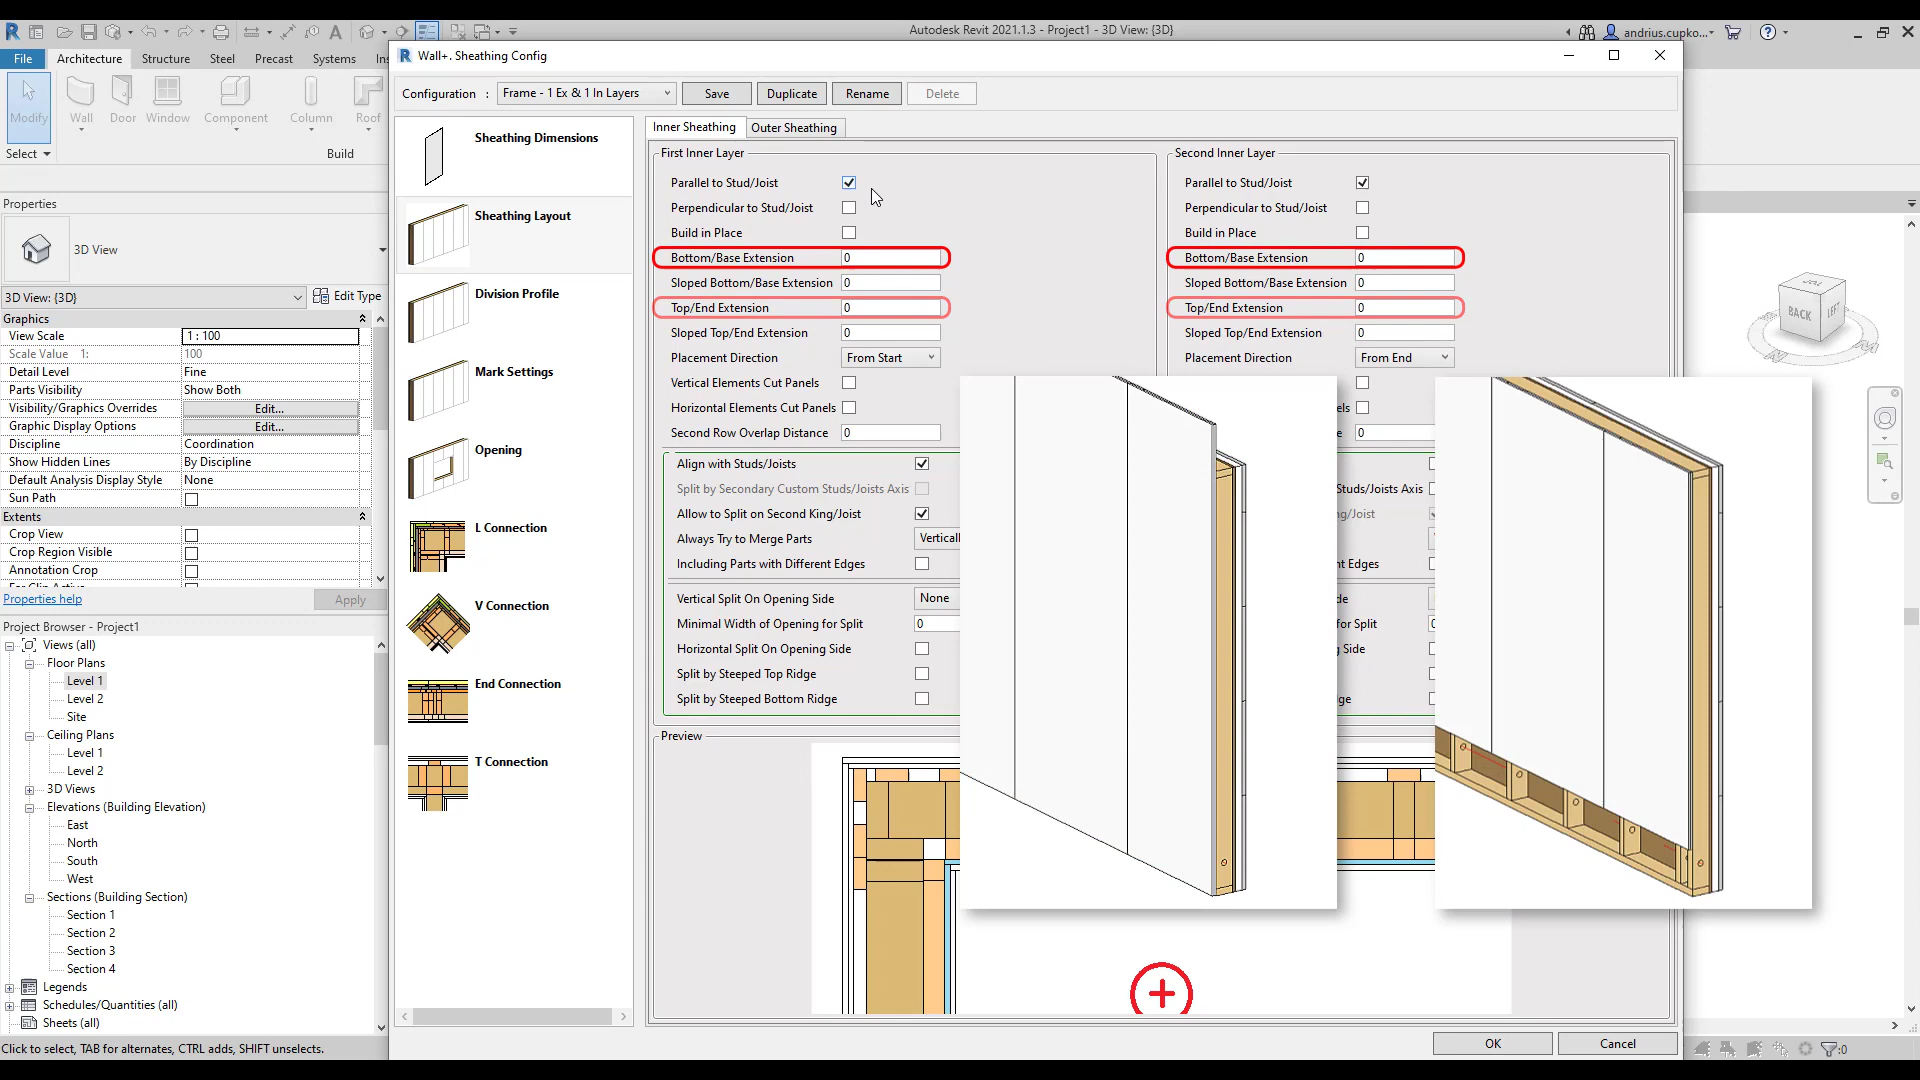 Autodesk Revit 2021.1.3 - Project1 - 3D View: {3D}
andrius.cupko...
File
Architecture
Structure
Steel
Precast
Systems
Ins
Modify
Wall
Door
Window
Component
Column
Roof
Select
Build
Properties
3D View
3D View: {3D}
Edit Type
Graphics
View Scale
1 : 100
Scale Value 1:
100
Detail Level
Fine
Parts Visibility
Show Both
Visibility/Graphics Overrides
Edit...
Graphic Display Options
Edit...
Discipline
Coordination
Show Hidden Lines
By Discipline
Default Analysis Display Style
None
Sun Path
Extents
Crop View
Crop Region Visible
Annotation Crop
Far Clip Active
Properties help
Apply
Project Browser - Project1
Views (all)
Floor Plans
Level 1
Level 2
Site
Ceiling Plans
Level 1
Level 2
3D Views
Elevations (Building Elevation)
East
North
South
West
Sections (Building Section)
Section 1
Section 2
Section 3
Section 4
Legends
Schedules/Quantities (all)
Sheets (all)
Click to select, TAB for alternates, CTRL adds, SHIFT unselects.
Wall+. Sheathing Config
Configuration :
Frame - 1 Ex & 1 In Layers
Save
Duplicate
Rename
Delete
Sheathing Dimensions
Sheathing Layout
Division Profile
Mark Settings
Opening
L Connection
V Connection
End Connection
T Connection
Inner Sheathing
Outer Sheathing
First Inner Layer
Parallel to Stud/Joist
Perpendicular to Stud/Joist
Build in Place
Bottom/Base Extension
0
Sloped Bottom/Base Extension
0
Top/End Extension
0
Sloped Top/End Extension
0
Placement Direction
From Start
Vertical Elements Cut Panels
Horizontal Elements Cut Panels
Second Row Overlap Distance
0
Align with Studs/Joists
Split by Secondary Custom Studs/Joists Axis
Allow to Split on Second King/Joist
Always Try to Merge Parts
Verticall
Including Parts with Different Edges
Vertical Split On Opening Side
None
Minimal Width of Opening for Split
0
Horizontal Split On Opening Side
Split by Steeped Top Ridge
Split by Steeped Bottom Ridge
Second Inner Layer
Parallel to Stud/Joist
Perpendicular to Stud/Joist
Build in Place
Bottom/Base Extension
0
Sloped Bottom/Base Extension
0
Top/End Extension
0
Sloped Top/End Extension
0
Placement Direction
From End
els
e
0
Studs/Joists Axis
ng/Joist
nt Edges
de
for Split
0
Side
ge
Preview
OK
Cancel
BACK
LEFT
:0